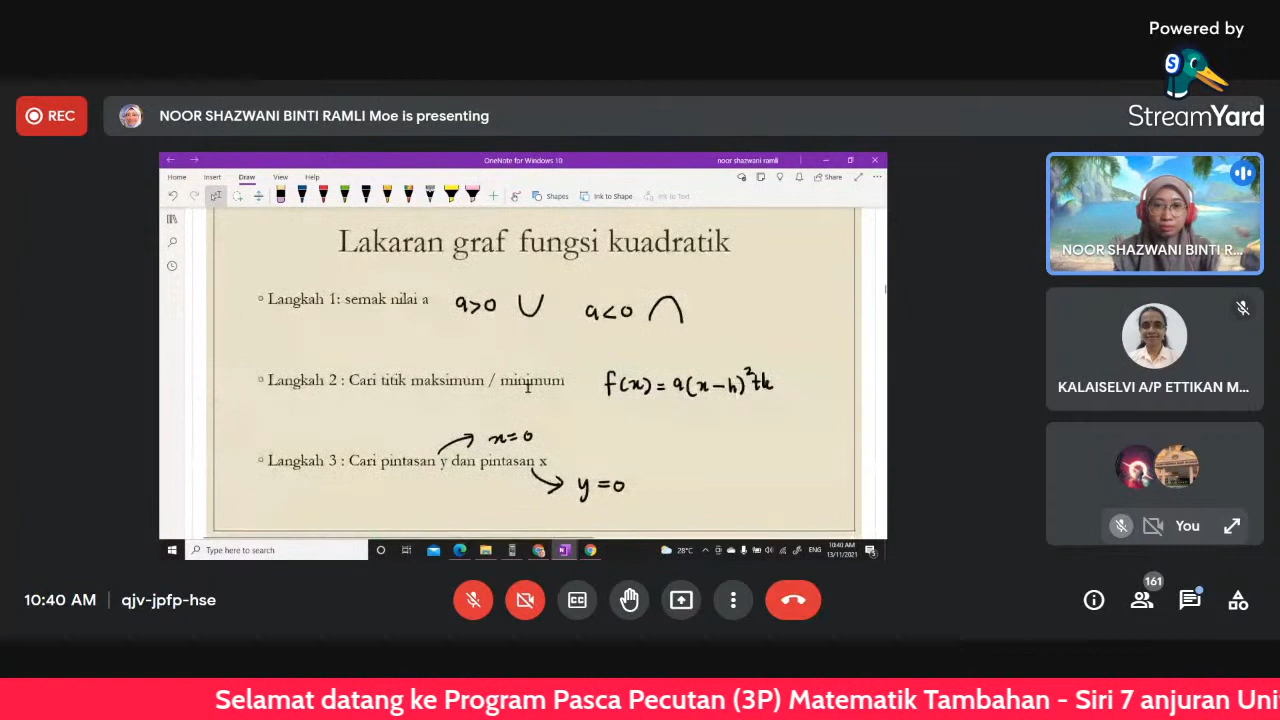 Powered by
StreamYard
REC
NOOR SHAZWANI BINTI RAMLI Moe is presenting
OneNote for Windows 10
noor shazwani ramli
Home Insert Draw View Help
Share
Shapes
Ink to Shape
Ink to Text
Lakaran graf fungsi kuadratik
Langkah 1: semak nilai a a>0 a<0
Langkah 2 : Cari titik maksimum / minimum f(x) = a(x-h)²+k
x=0
Langkah 3 : Cari pintasan y dan pintasan x
y=0
Type here to search
28°C
ENG
10:40 AM
13/11/2021
NOOR SHAZWANI BINTI R...
KALAISELVI A/P ETTIKAN M...
You
10:40 AM qjv-jpfp-hse
161
Selamat datang ke Program Pasca Pecutan (3P) Matematik Tambahan - Siri 7 anjuran Uni